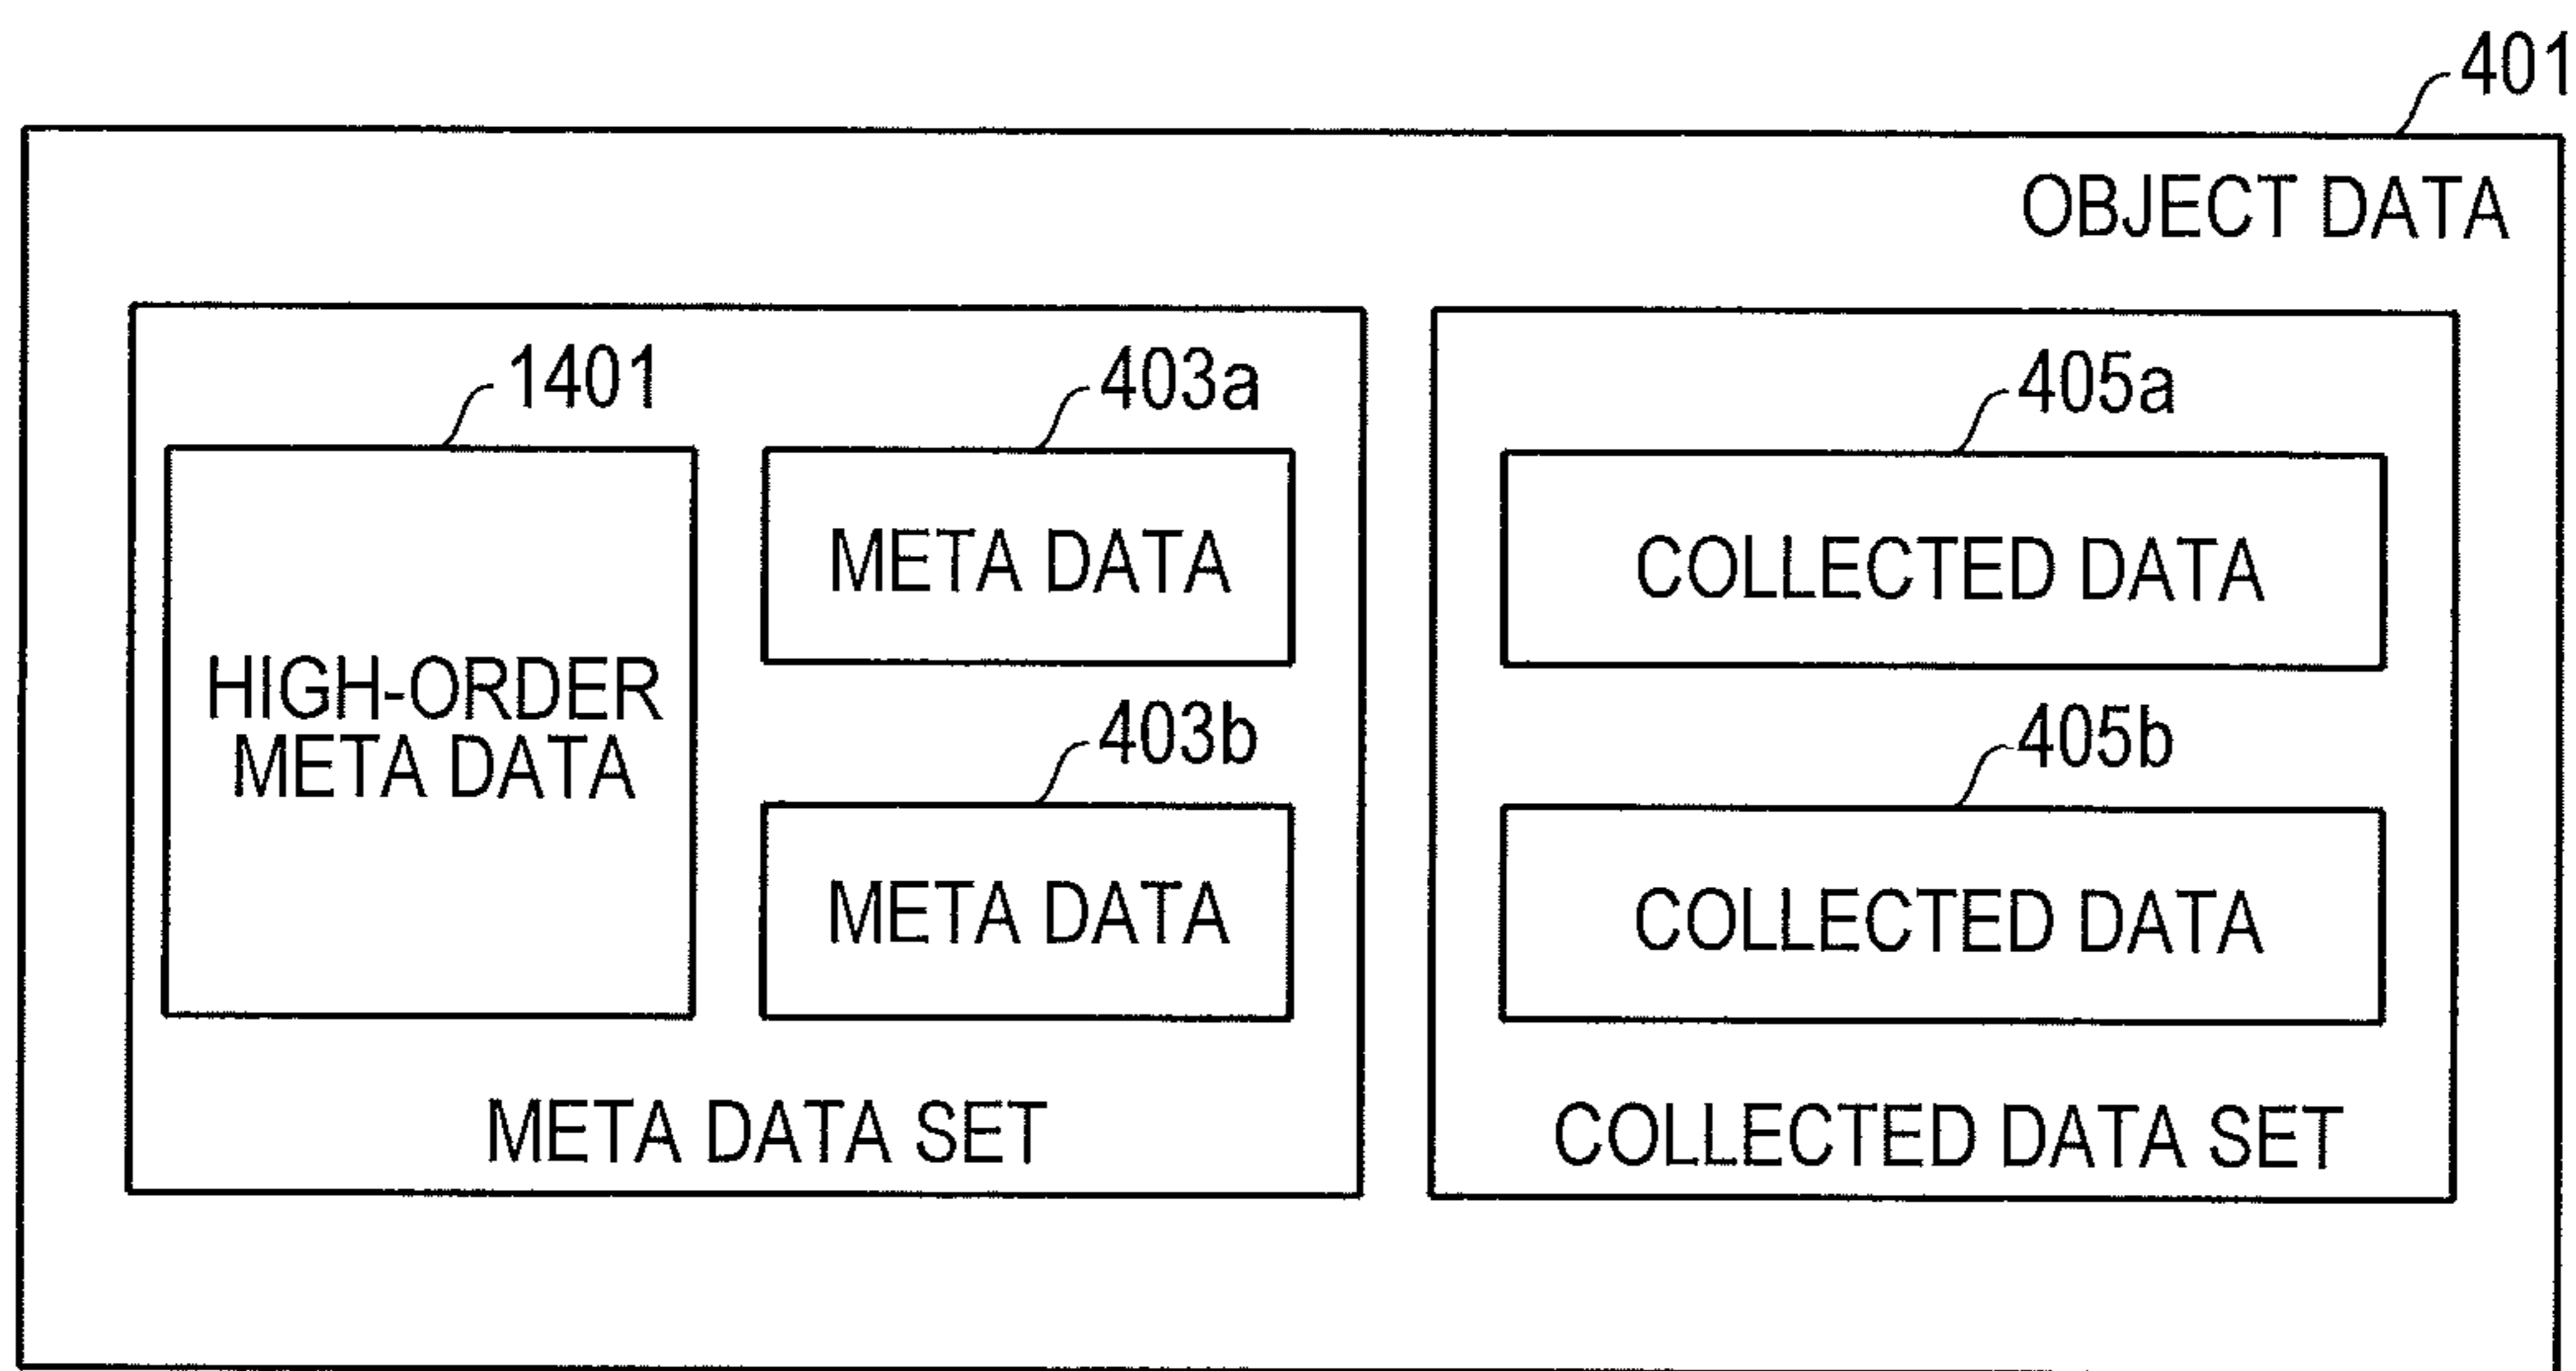 401
OBJECT DATA
1401
403a
405a
META DATA
COLLECTED DATA
HIGH-ORDER
META DATA
403b
405b
META DATA
COLLECTED DATA
META DATA SET
COLLECTED DATA SET